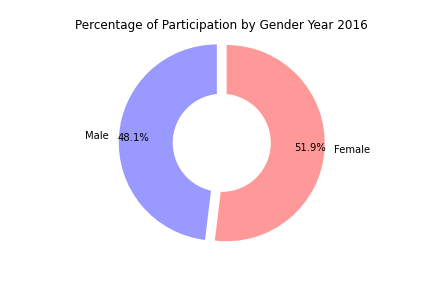 Percentage of Participation by Gender Year 2016
Male 48.1%
51.9% Female